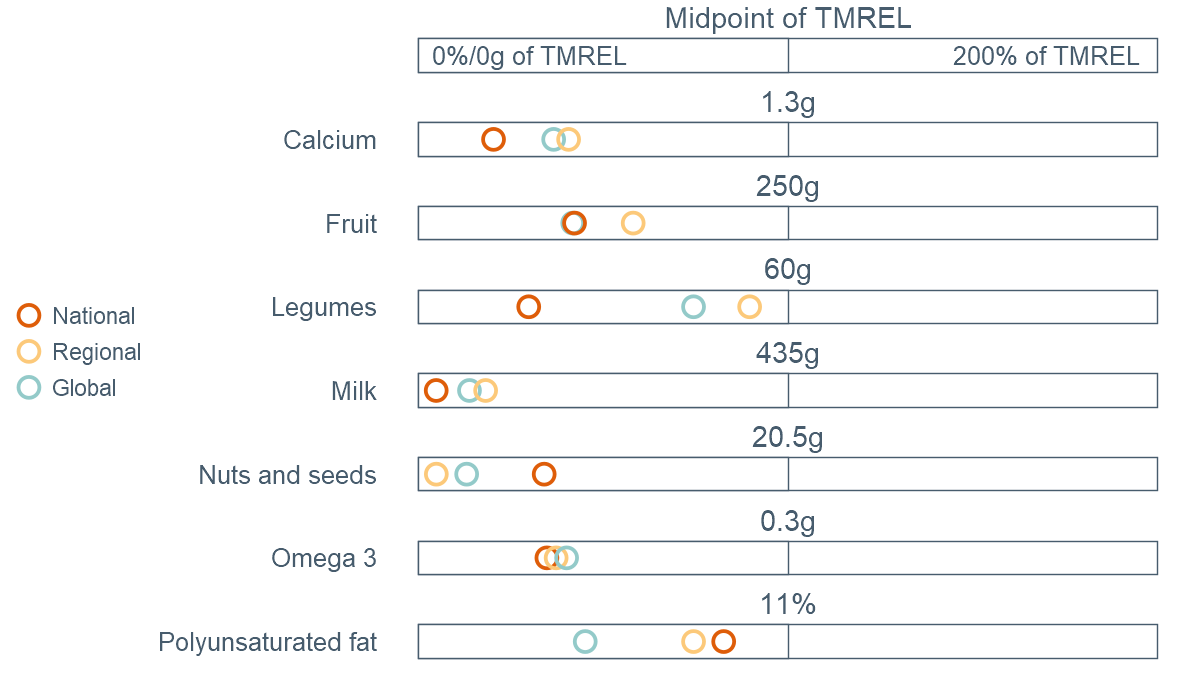 Midpoint of TMREL
0%/0g of TMREL
200% of TMREL
1.3g
Calcium
250g
Fruit
60g
Legumes
National
Regional
Global
435g
Milk
20.5g
Nuts and seeds
0.3g
Omega 3
11%
Polyunsaturated fat